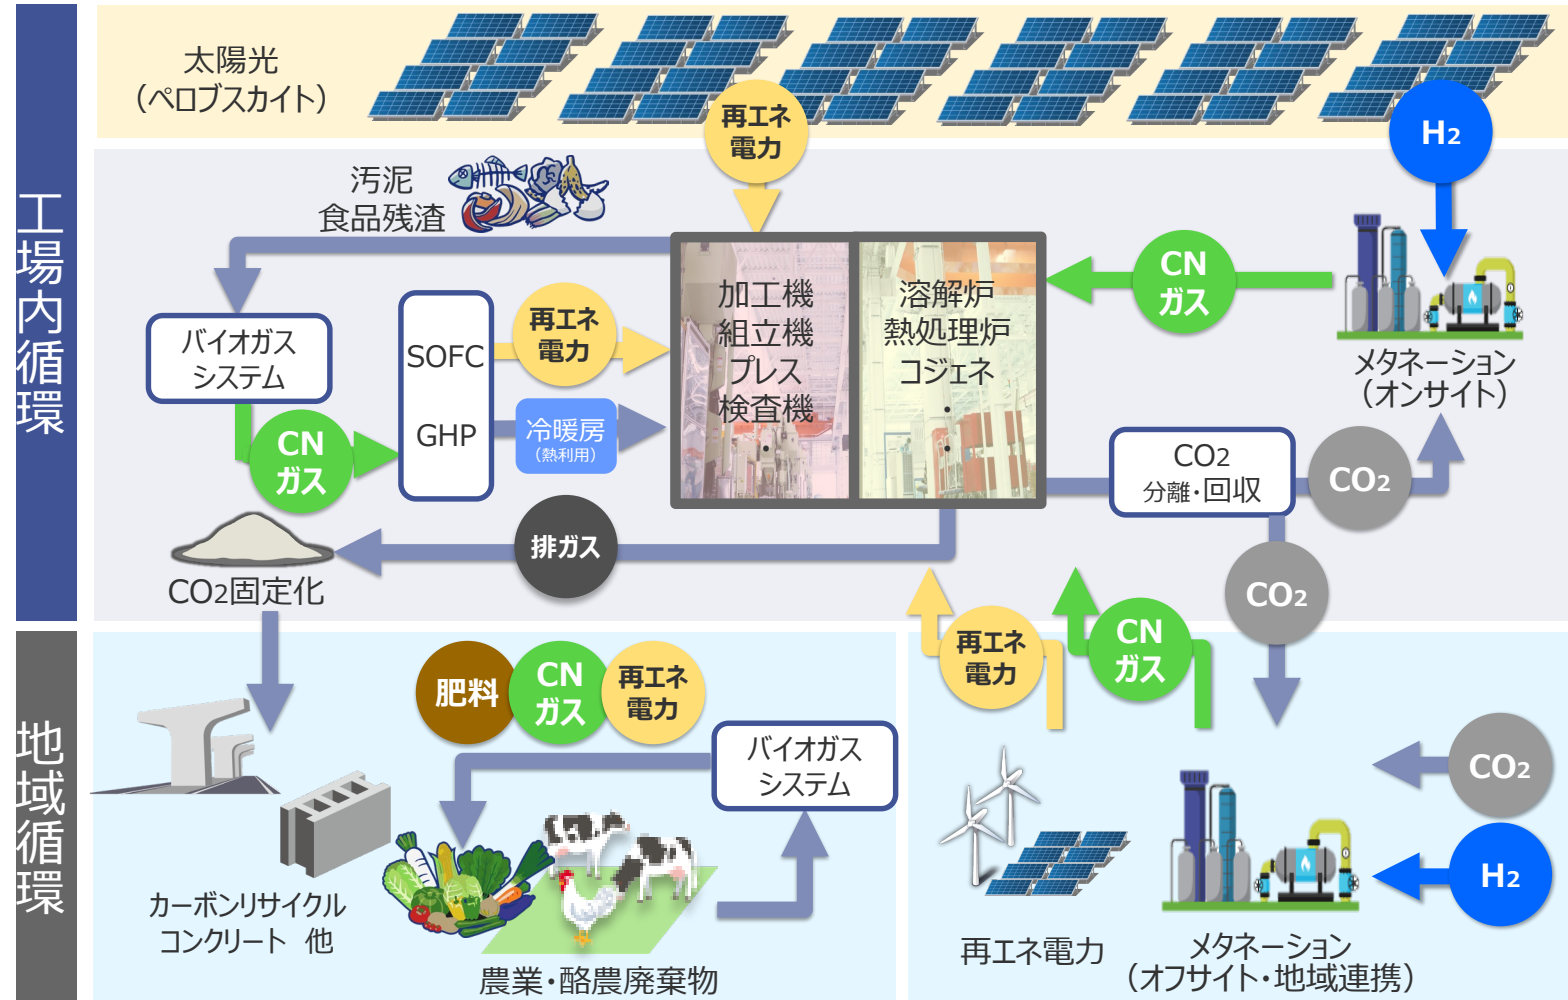 工場内循環
太陽光
（ペロブスカイト）
再エネ
電力
H2
汚泥
食品残渣
バイオガス
システム
CN
ガス
SOFC
GHP
再エネ
電力
冷暖房
（熱利用）
加工機
組立機
プレス
検査機
・
溶解炉
熱処理炉
コジェネ
・
・
CN
ガス
メタネーション
（オンサイト）
CO2
分離・回収
CO2
CO2
排ガス
CO2固定化
地域循環
カーボンリサイクル
コンクリート 他
肥料
CN
ガス
再エネ
電力
バイオガス
システム
農業・酪農廃棄物
再エネ
電力
CN
ガス
再エネ電力
CO2
H2
メタネーション
（オフサイト・地域連携）